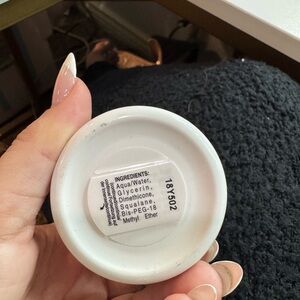 INGREDIENTS:
Aqua/Water,
Glycerin,
Dimethicone,
Squalane,
Bis-PEG-18
Methyl Ether
18Y502